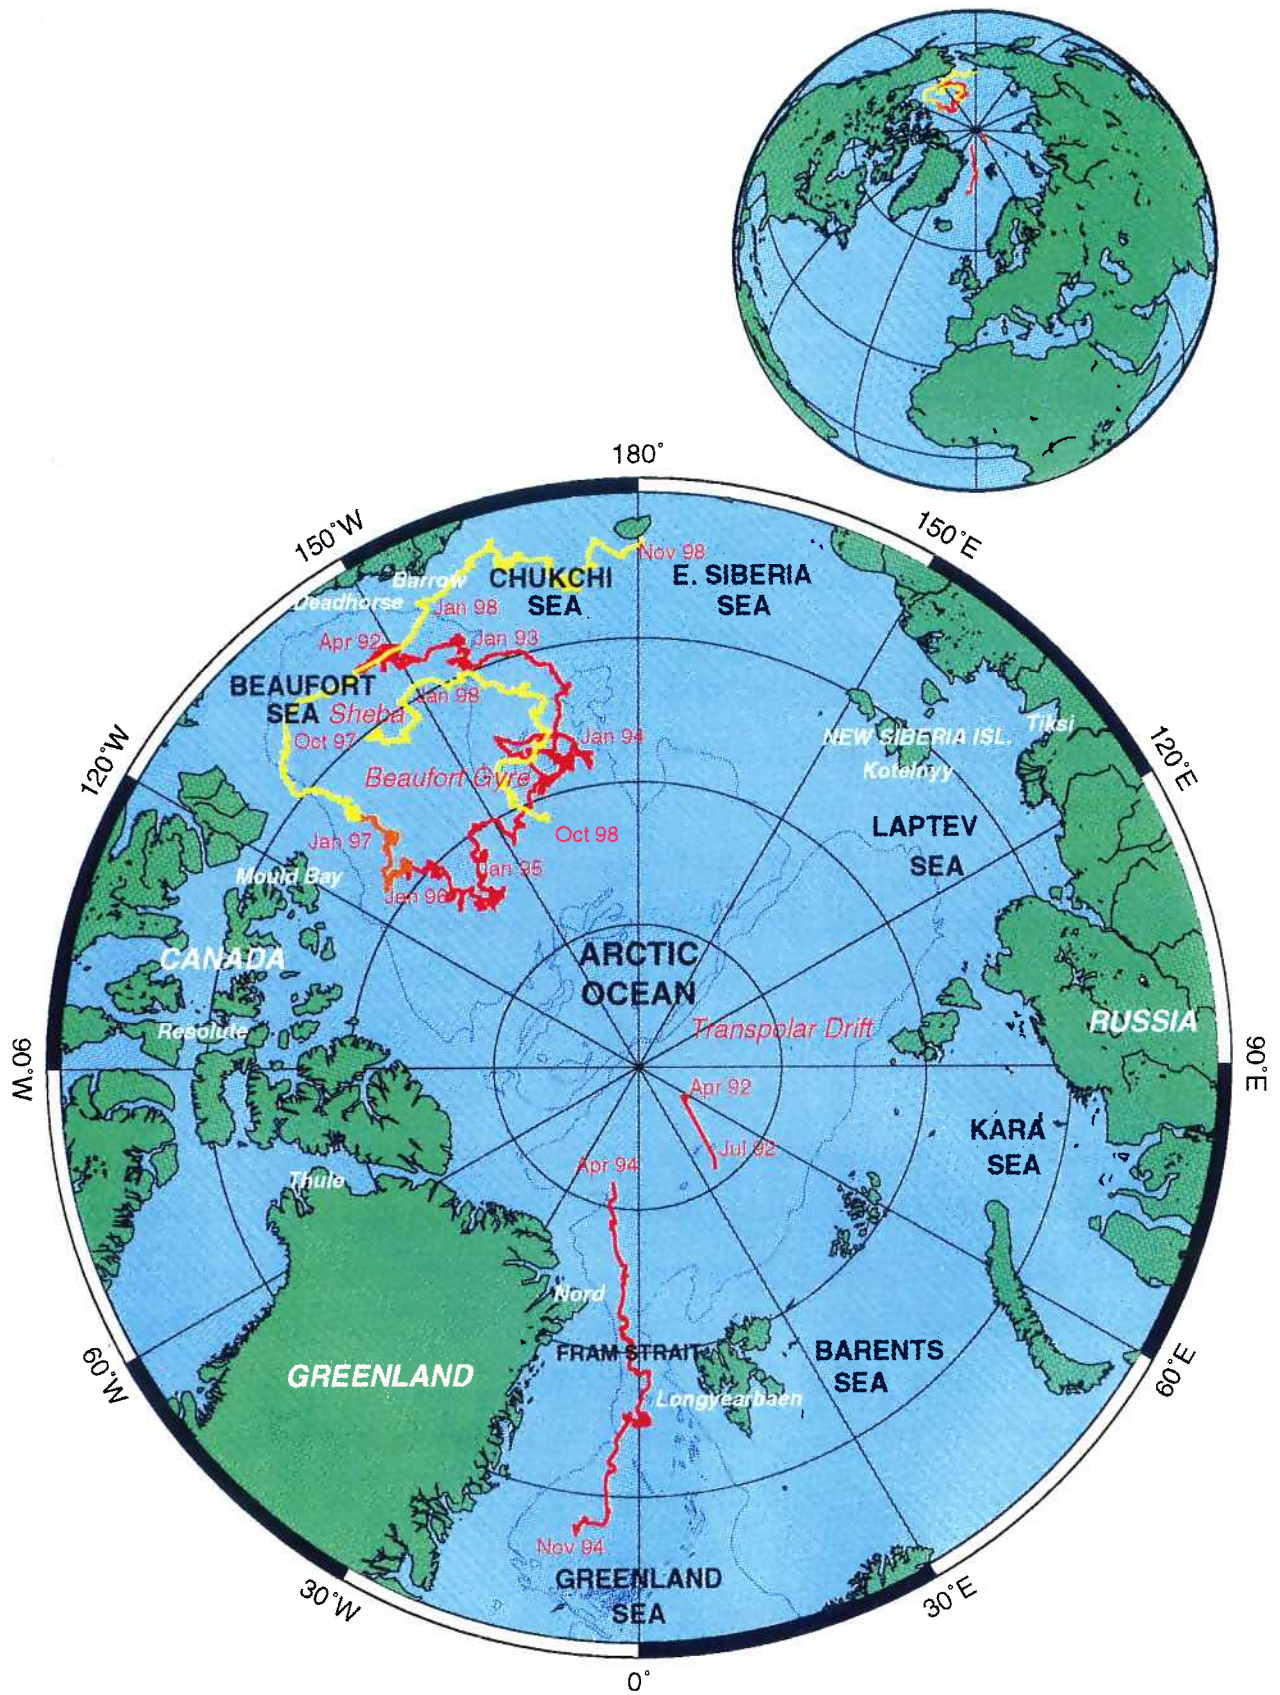 180°
150°W
150°E
Nov 98
Barrow
CHUKCHI
SEA
E. SIBERIA
SEA
Deadhorse
Jan 98
Apr 92
Jan 93
BEAUFORT
SEA
Sheba
Jan 98
Oct 97
Jan 94
NEW SIBERIA ISL.
Tiksi
Kotelnyy
120°W
120°E
Beaufort Gyre
Oct 98
Jan 97
LAPTEV
SEA
Mould Bay
Jan 95
Jan 96
CANADA
ARCTIC
OCEAN
Resolute
Transpolar Drift
RUSSIA
90°W
90°E
Apr 92
KARA
SEA
Jul 92
Apr 94
Thule
Nord
FRAM STRAIT
BARENTS
SEA
GREENLAND
Longyearbaen
60°W
60°E
Nov 94
GREENLAND
SEA
30°W
30°E
0°